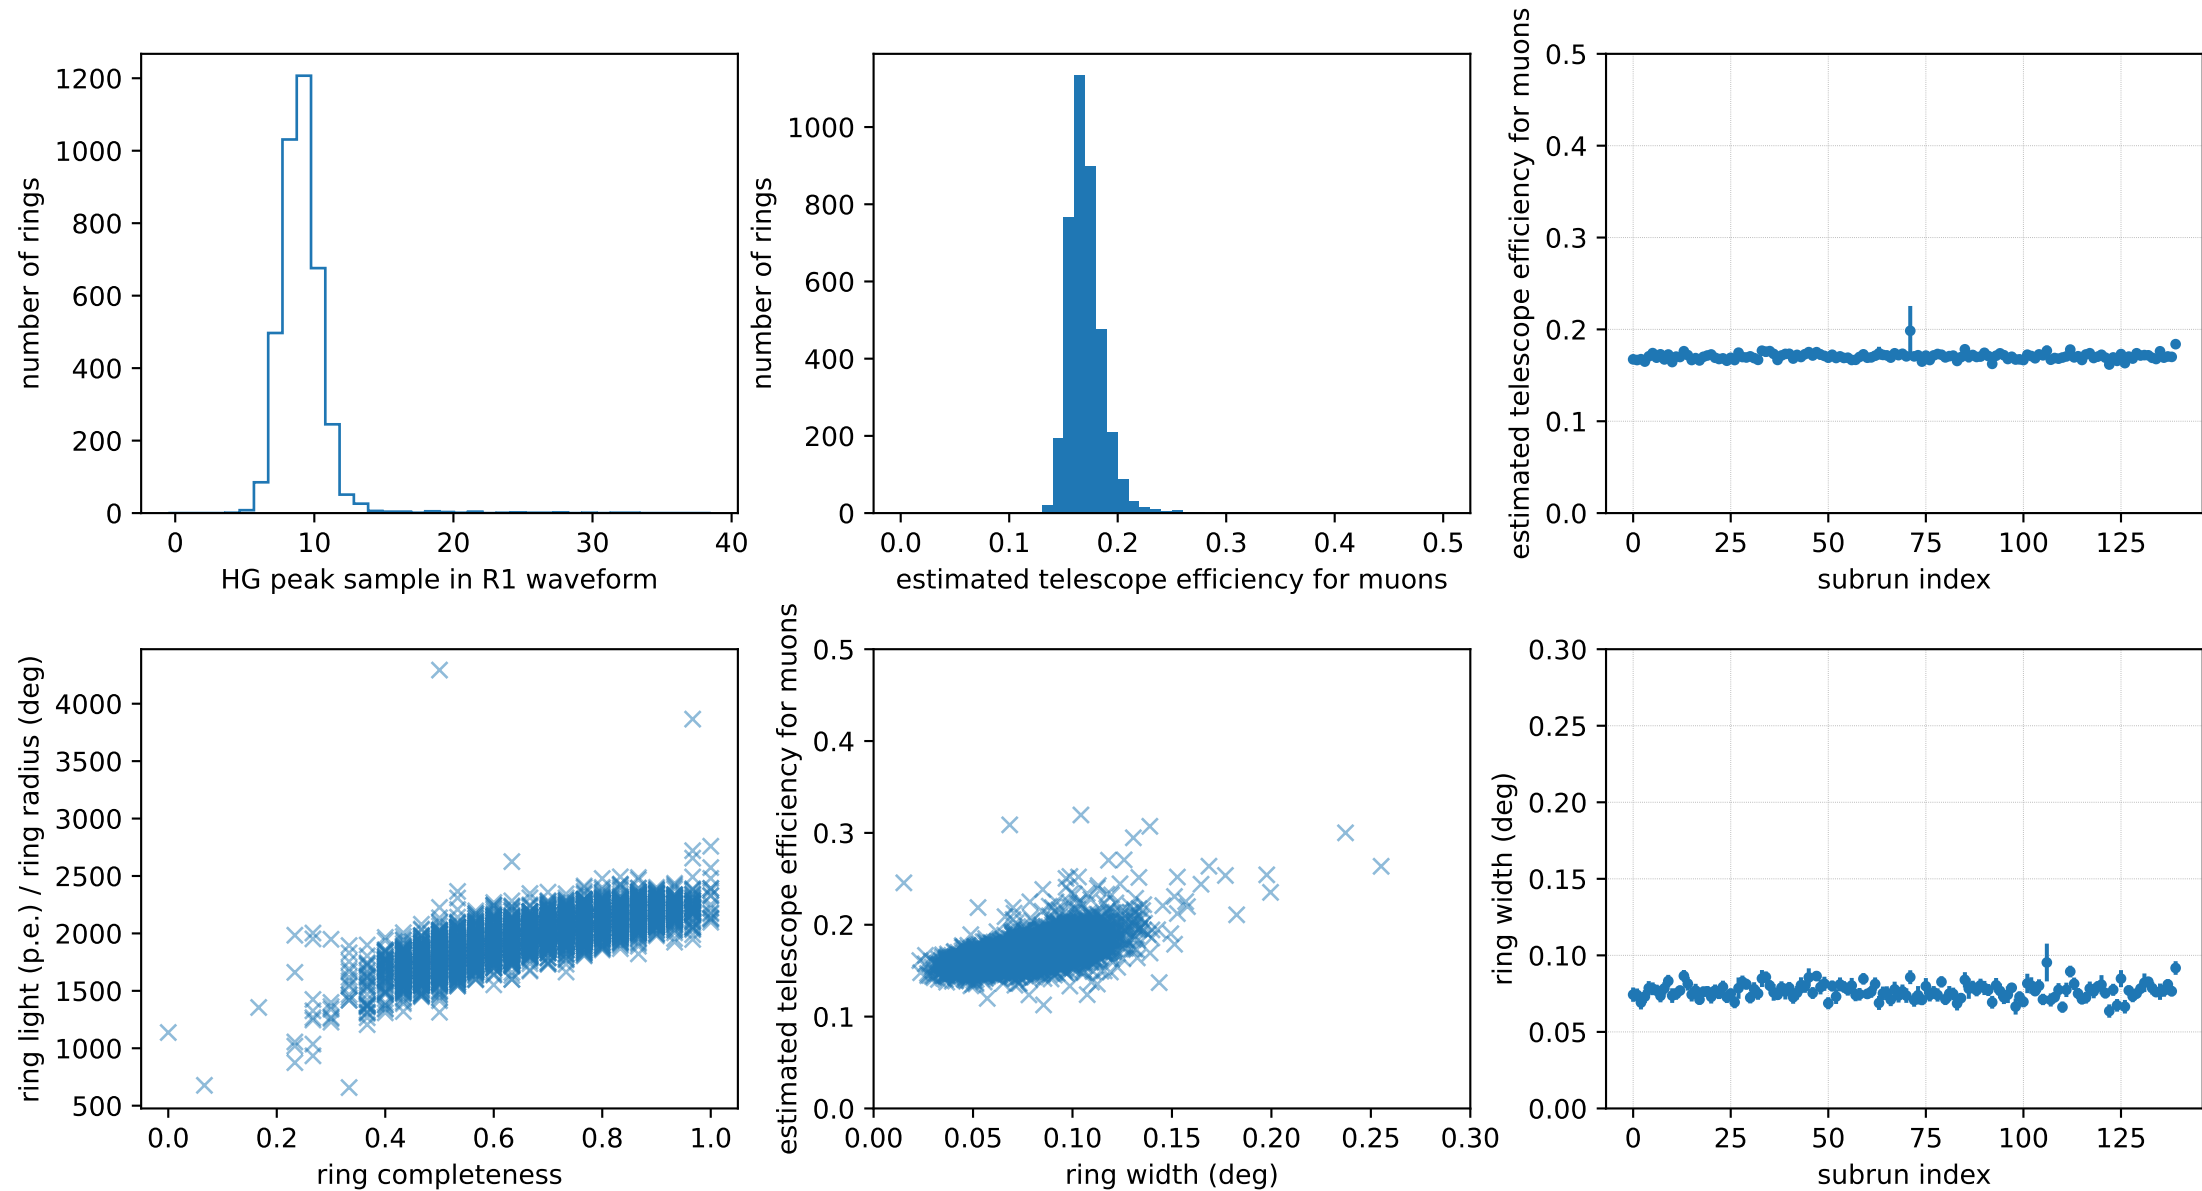 number of rings
1200
1000
800
600
400
200
0
0 10 20 30 40
HG peak sample in R1 waveform
number of rings
1000
800
600
400
200
0
0.0 0.1 0.2 0.3 0.4 0.5
estimated telescope efficiency for muons
estimated telescope efficiency for muons
0.5
0.4
0.3
0.2
0.1
0.0
0 25 50 75 100 125
subrun index
ring light (p.e.) / ring radius (deg)
4000
3500
3000
2500
2000
1500
1000
500
0.0 0.2 0.4 0.6 0.8 1.0
ring completeness
estimated telescope efficiency for muons
0.5
0.4
0.3
0.2
0.1
0.0
0.00 0.05 0.10 0.15 0.20 0.25 0.30
ring width (deg)
ring width (deg)
0.30
0.25
0.20
0.15
0.10
0.05
0.00
0 25 50 75 100 125
subrun index